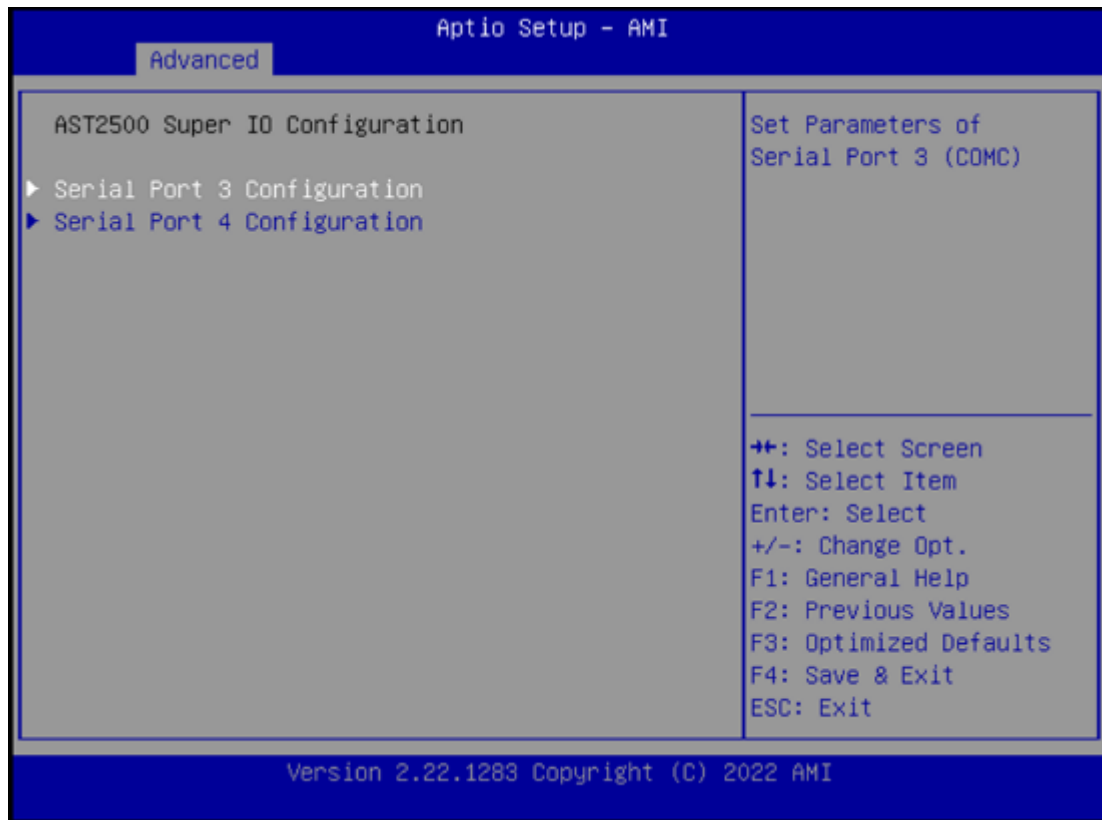 Aptio Setup – AMI
Advanced
AST2500 Super IO Configuration
▶ Serial Port 3 Configuration
▶ Serial Port 4 Configuration
Set Parameters of
Serial Port 3 (COMC)
→←: Select Screen
↑↓: Select Item
Enter: Select
+/-: Change Opt.
F1: General Help
F2: Previous Values
F3: Optimized Defaults
F4: Save & Exit
ESC: Exit
Version 2.22.1283 Copyright (C) 2022 AMI